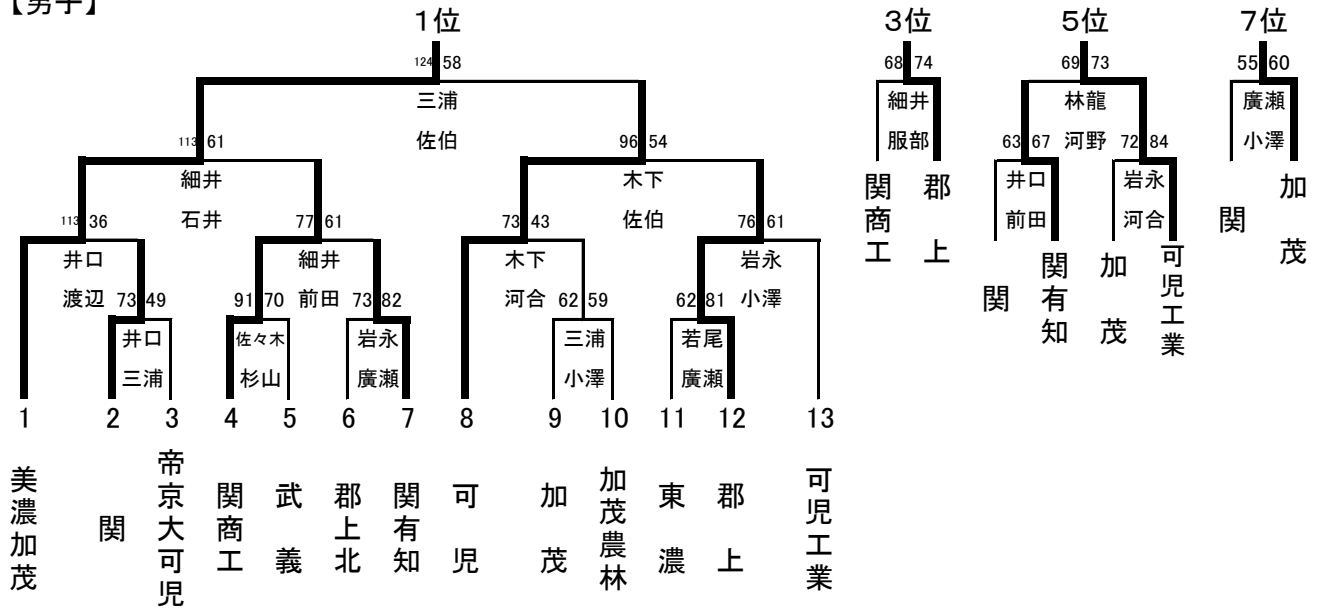 【男子】
1位 3位 5位 7位
124 58 68 74 69 73 55 60
三浦 細井 林龍 廣瀬
佐伯 服部 河野 小澤
113 61 96 54 63 67 72 84
細井 木下 井口 岩永
石井 佐伯 前田 河合
関商工 郡上 関 加茂
113 36 77 61 73 43 76 61
関 関有知 加茂 可児工業
井口 細井 木下 岩永
渡辺 前田 河合 小澤
73 49 91 70 73 82 62 59 62 81
井口 佐々木 岩永 三浦 若尾
三浦 杉山 廣瀬 小澤 廣瀬
1 2 3 4 5 6 7 8 9 10 11 12 13
美濃加茂
関
帝京大可児
関商工
武義
郡上北
関有知
可児
加茂
加茂農林
東濃
郡上
可児工業